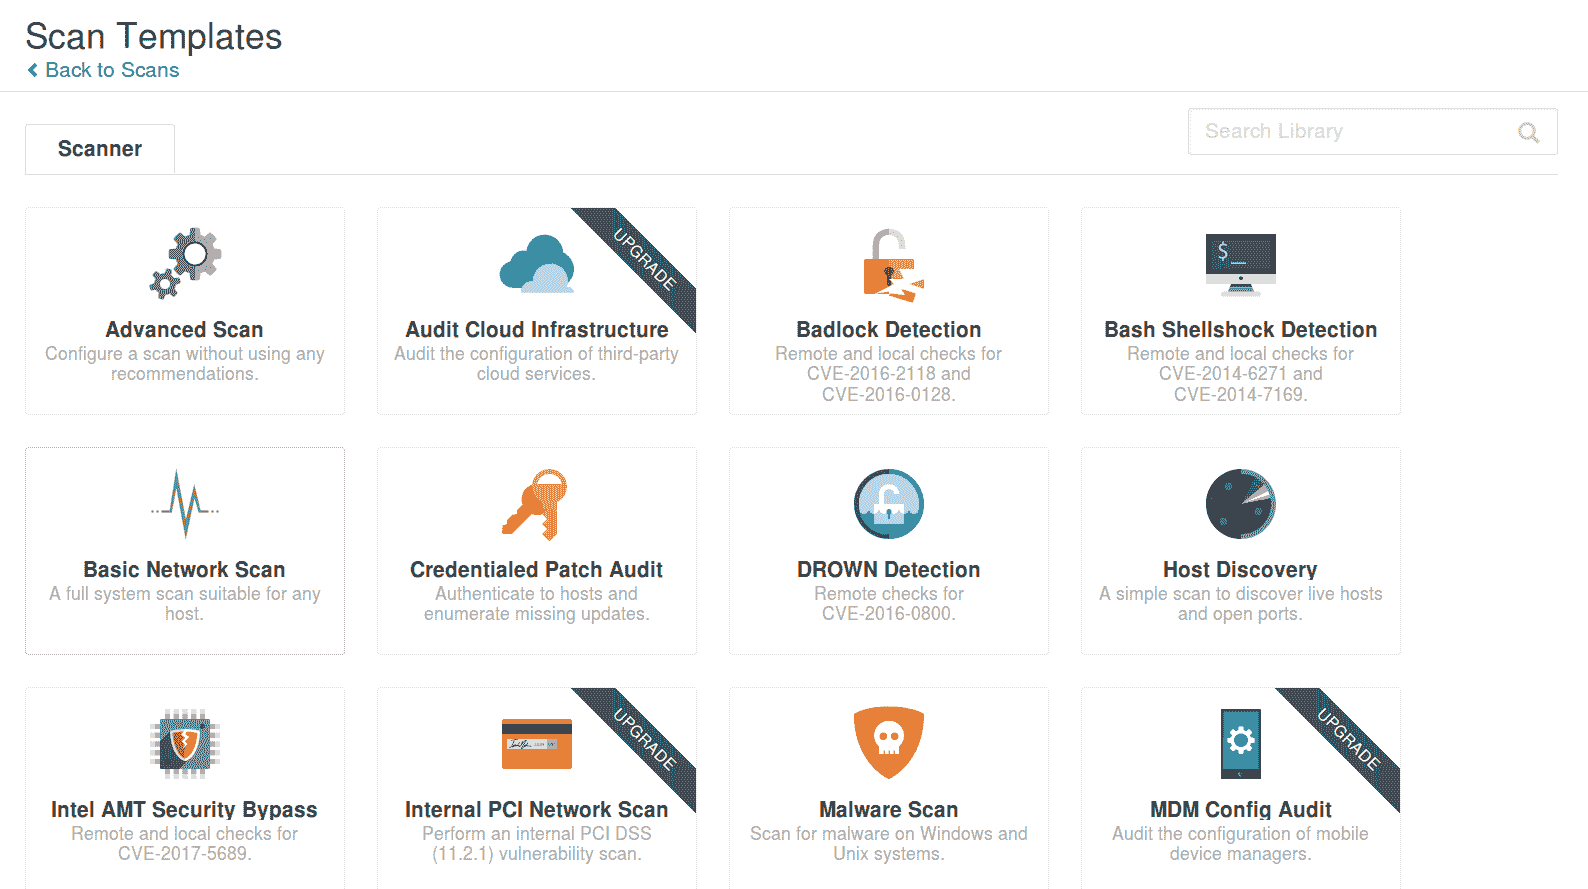 Scan Templates
Back to Scans
Scanner
Search Library
UPGRADE
$_
Advanced Scan
Configure a scan without using any
recommendations.
Audit Cloud Infrastructure
Audit the configuration of third-party
cloud services.
Badlock Detection
Remote and local checks for
CVE-2016-2118 and
CVE-2016-0128.
Bash Shellshock Detection
Remote and local checks for
CVE-2014-6271 and
CVE-2014-7169.
Basic Network Scan
A full system scan suitable for any
host.
Credentialed Patch Audit
Authenticate to hosts and
enumerate missing updates.
DROWN Detection
Remote checks for
CVE-2016-0800.
Host Discovery
A simple scan to discover live hosts
and open ports.
UPGRADE
UPGRADE
Intel AMT Security Bypass
Remote and local checks for
CVE-2017-5689.
Internal PCI Network Scan
Perform an internal PCI DSS
(11.2.1) vulnerability scan.
Malware Scan
Scan for malware on Windows and
Unix systems.
MDM Config Audit
Audit the configuration of mobile
device managers.